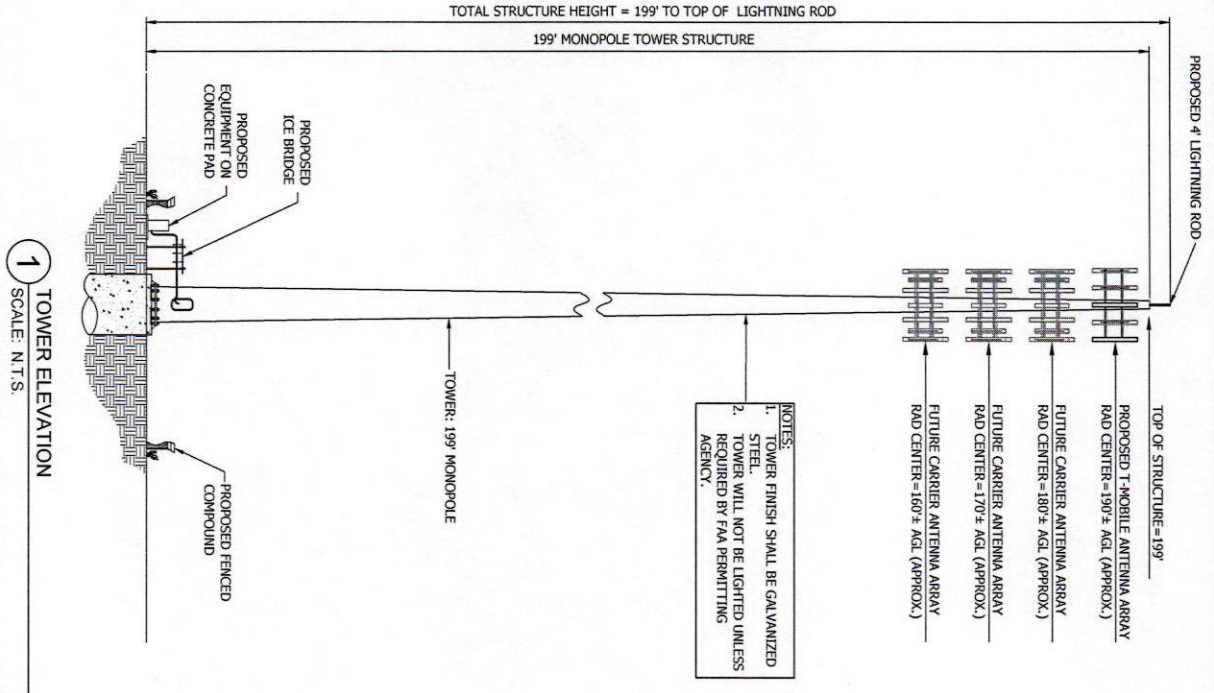 TOTAL STRUCTURE HEIGHT = 199' TO TOP OF LIGHTNING ROD
199' MONOPOLE TOWER STRUCTURE
PROPOSED 4' LIGHTNING ROD
TOP OF STRUCTURE=199'
PROPOSED T-MOBILE ANTENNA ARRAY
RAD CENTER=190'± AGL (APPROX.)
FUTURE CARRIER ANTENNA ARRAY
RAD CENTER=180'± AGL (APPROX.)
FUTURE CARRIER ANTENNA ARRAY
RAD CENTER=170'± AGL (APPROX.)
FUTURE CARRIER ANTENNA ARRAY
RAD CENTER=160'± AGL (APPROX.)
NOTES:
1. TOWER FINISH SHALL BE GALVANIZED
STEEL.
2. TOWER WILL NOT BE LIGHTED UNLESS
REQUIRED BY FAA PERMITTING
AGENCY.
TOWER: 199' MONOPOLE
PROPOSED
ICE BRIDGE
PROPOSED
EQUIPMENT ON
CONCRETE PAD
PROPOSED FENCED
COMPOUND
1
TOWER ELEVATION
SCALE: N.T.S.